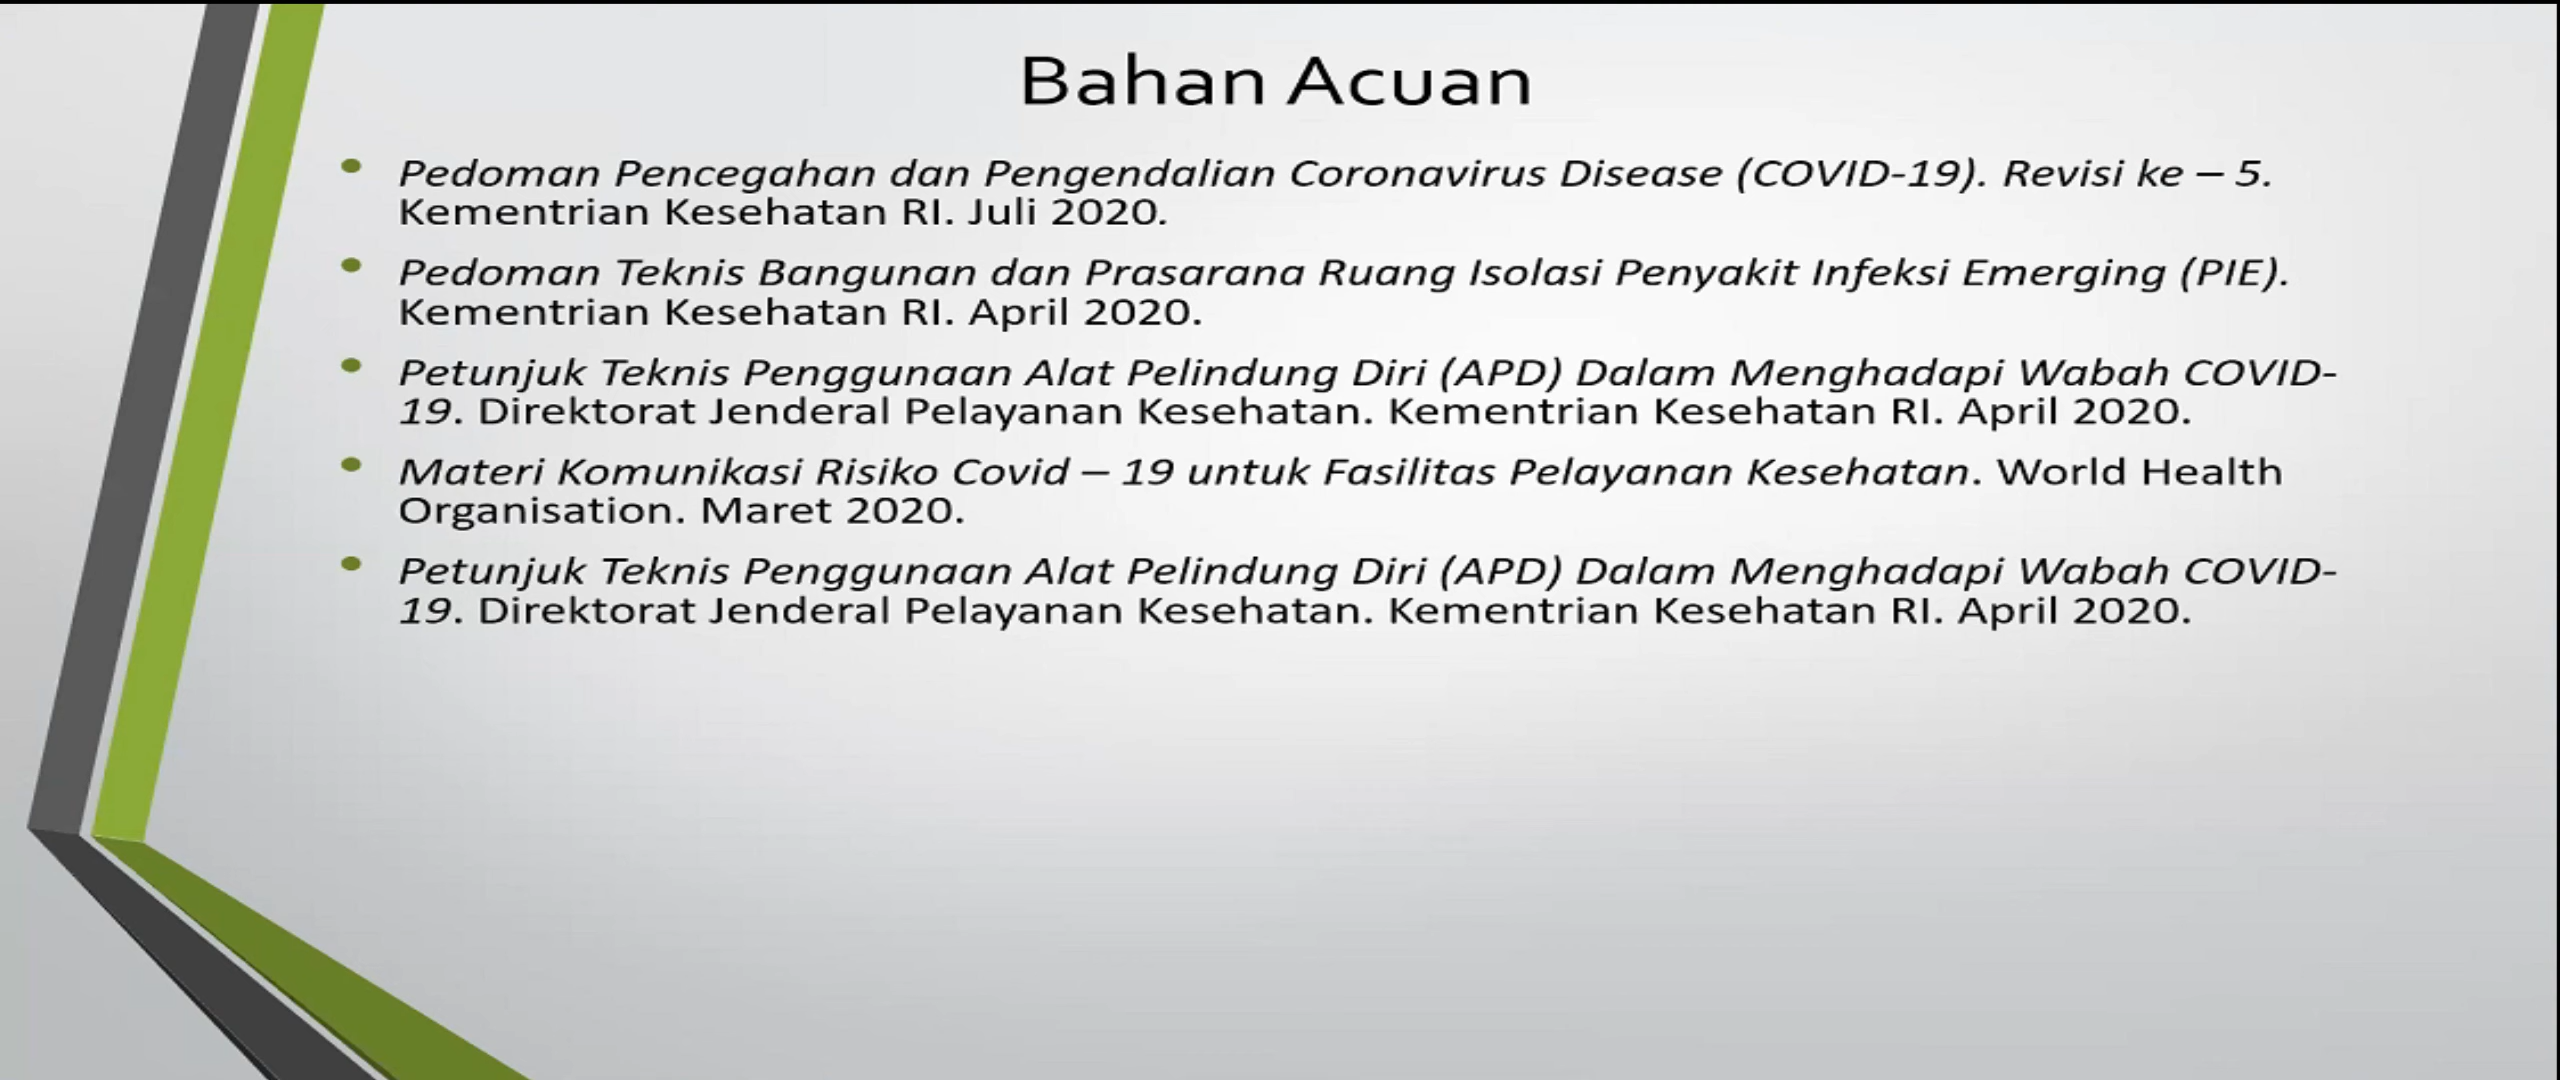 Bahan Acuan
• Pedoman Pencegahan dan Pengendalian Coronavirus Disease (COVID-19). Revisi ke – 5.
Kementrian Kesehatan RI. Juli 2020.
• Pedoman Teknis Bangunan dan Prasarana Ruang Isolasi Penyakit Infeksi Emerging (PIE).
Kementrian Kesehatan RI. April 2020.
• Petunjuk Teknis Penggunaan Alat Pelindung Diri (APD) Dalam Menghadapi Wabah COVID-
19. Direktorat Jenderal Pelayanan Kesehatan. Kementrian Kesehatan RI. April 2020.
• Materi Komunikasi Risiko Covid – 19 untuk Fasilitas Pelayanan Kesehatan. World Health
Organisation. Maret 2020.
• Petunjuk Teknis Penggunaan Alat Pelindung Diri (APD) Dalam Menghadapi Wabah COVID-
19. Direktorat Jenderal Pelayanan Kesehatan. Kementrian Kesehatan RI. April 2020.